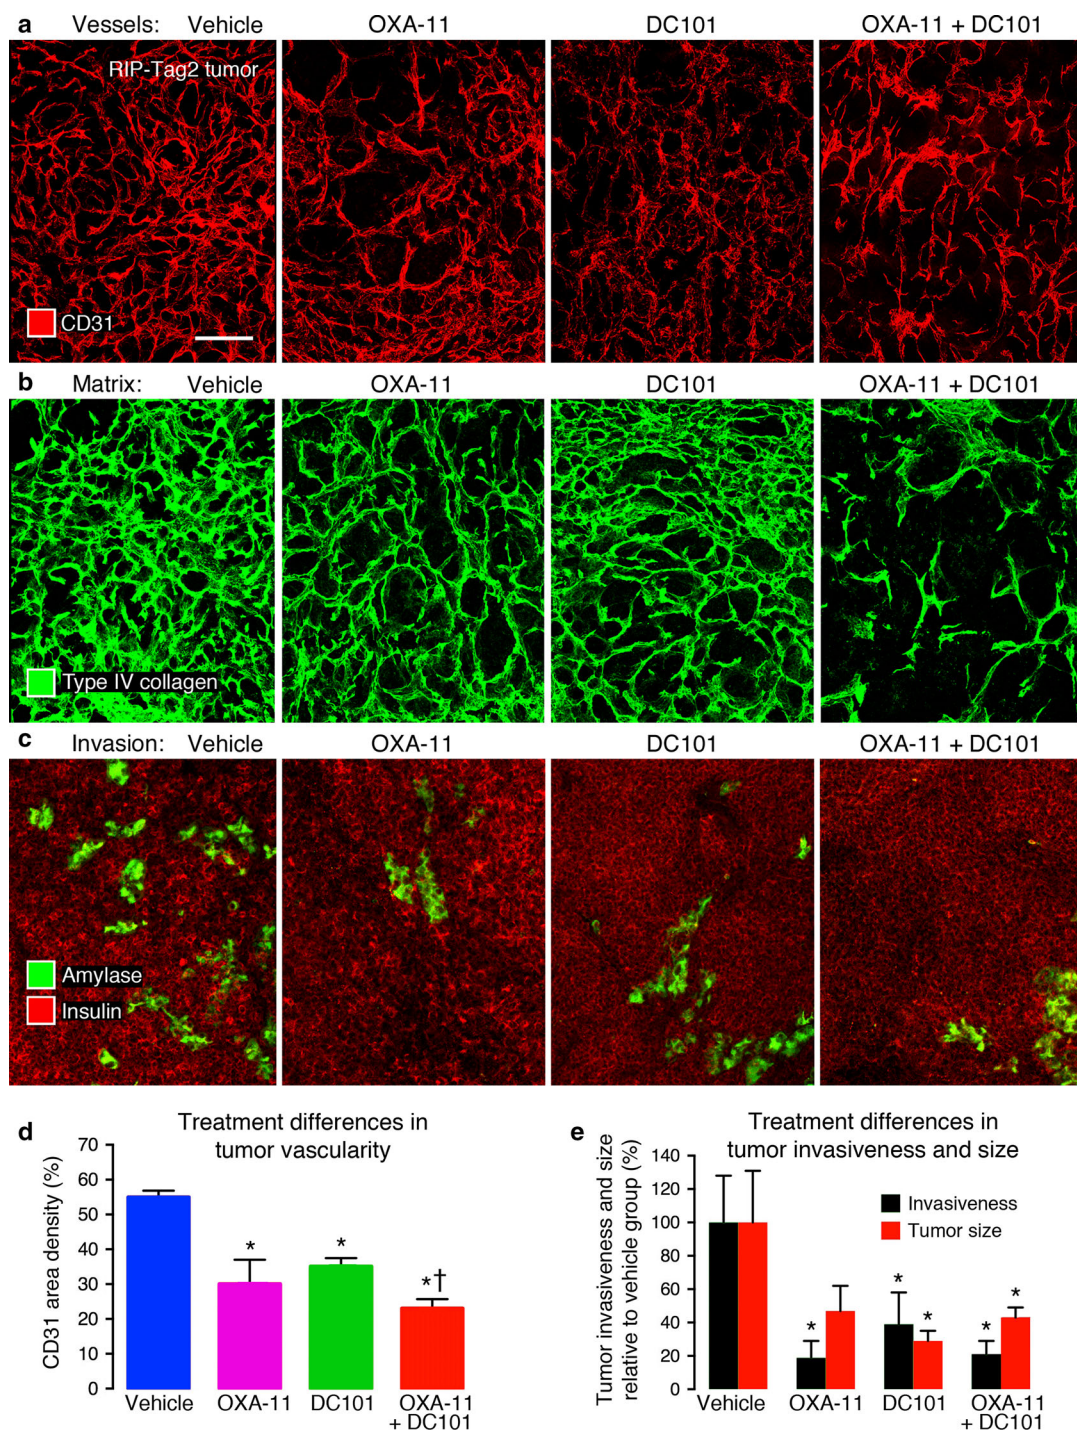 a Vessels: Vehicle OXA-11 DC101 OXA-11 + DC101
RIP-Tag2 tumor
CD31
b Matrix: Vehicle OXA-11 DC101 OXA-11 + DC101
Type IV collagen
c Invasion: Vehicle OXA-11 DC101 OXA-11 + DC101
Amylase
Insulin
d Treatment differences in
tumor vascularity
CD31 area density (%)
70
60
50
40
30
20
10
0
*
*
*†
Vehicle OXA-11 DC101 OXA-11
+ DC101
e Treatment differences in
tumor invasiveness and size
Tumor invasiveness and size
relative to vehicle group (%)
140
120
100
80
60
40
20
0
Invasiveness
Tumor size
*
*
*
*
*
Vehicle OXA-11 DC101 OXA-11
+ DC101